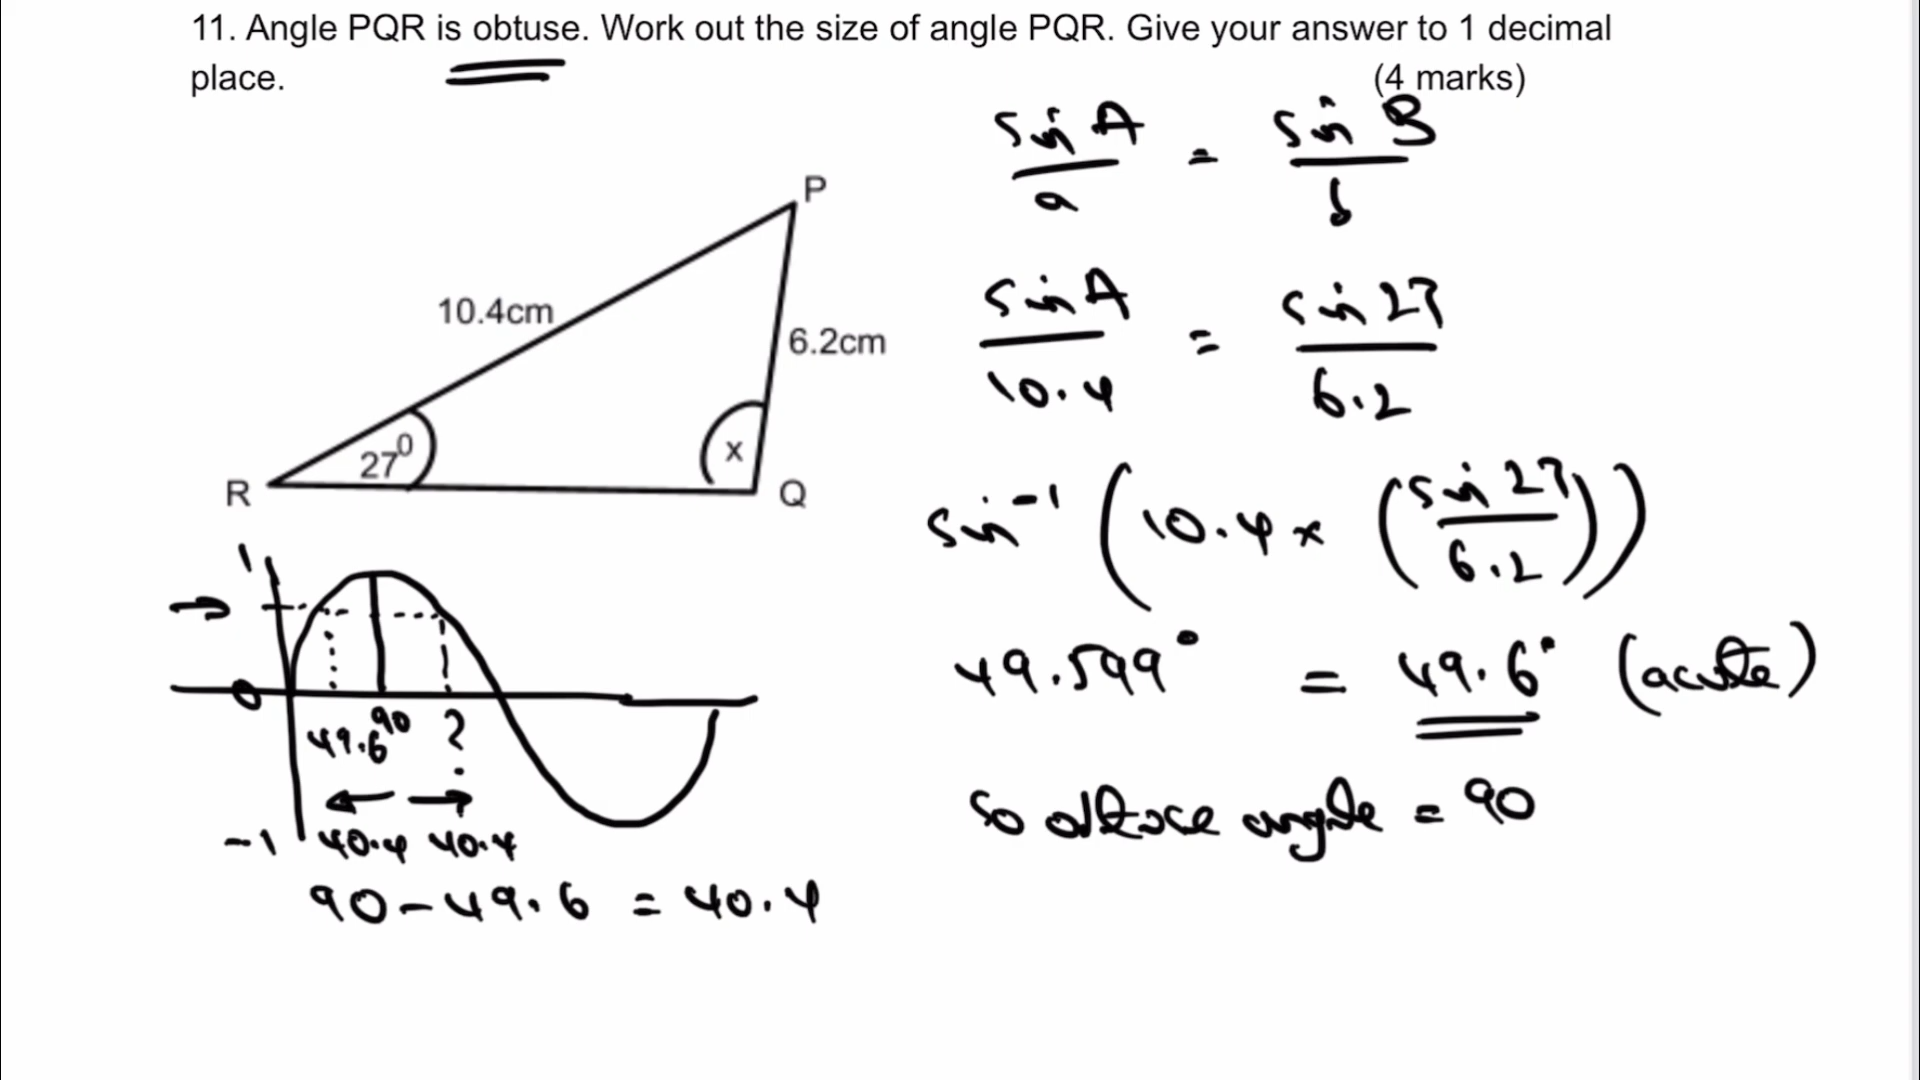 11. Angle PQR is obtuse. Work out the size of angle PQR. Give your answer to 1 decimal
place.
(4 marks)
sin A / a = sin B / b
P
10.4cm
6.2cm
sin A / 10.4 = sin 27 / 6.2
27⁰
x
R
Q
sin⁻¹ (10.4 × (sin 27 / 6.2))
1
0
49.6
90
?
-1
40.4 40.4
90 - 49.6 = 40.4
49.599° = 49.6° (acute)
so obtuse angle = 90